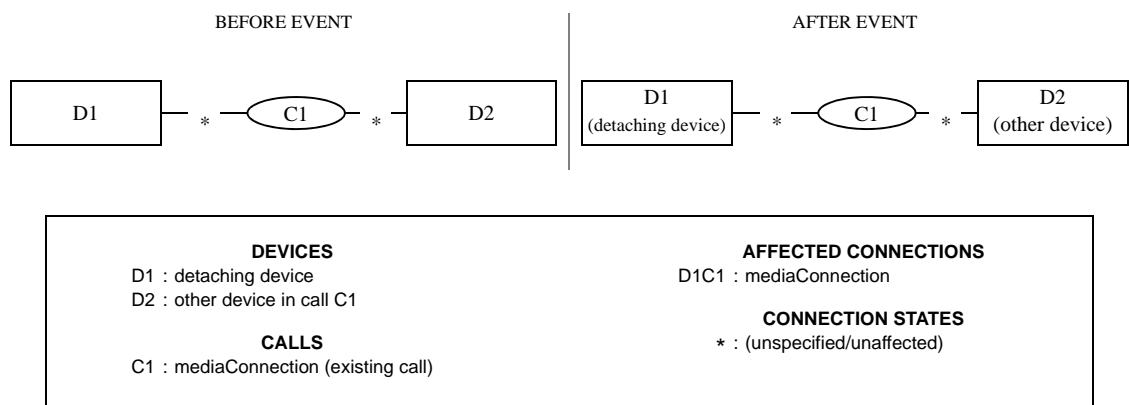 BEFORE EVENT
AFTER EVENT
D1
*
C1
*
D2
D1
(detaching device)
*
C1
*
D2
(other device)
DEVICES
D1 : detaching device
D2 : other device in call C1
CALLS
C1 : mediaConnection (existing call)
AFFECTED CONNECTIONS
D1C1 : mediaConnection
CONNECTION STATES
* : (unspecified/unaffected)